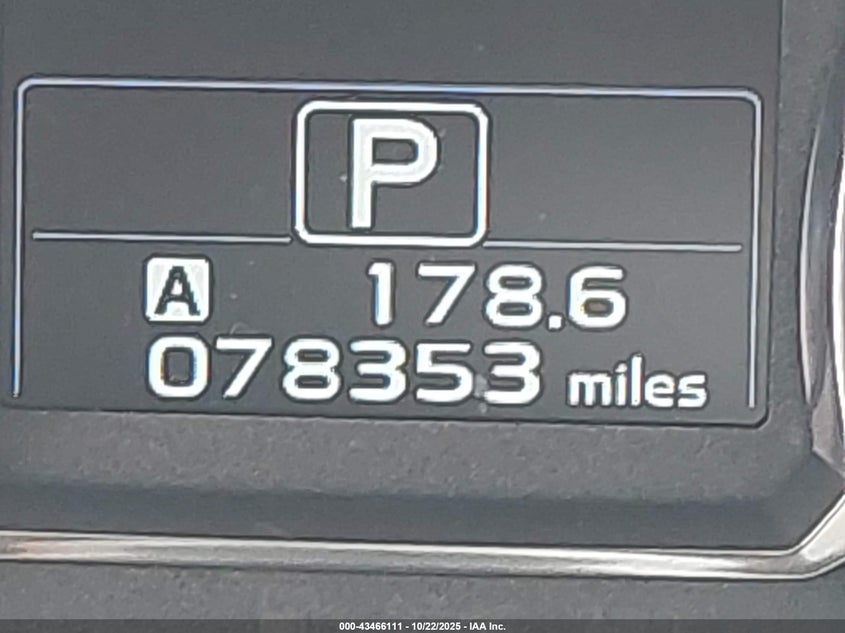 P
A 178.6
078353 miles
000-43466111 - 10/22/2025 - IAA Inc.